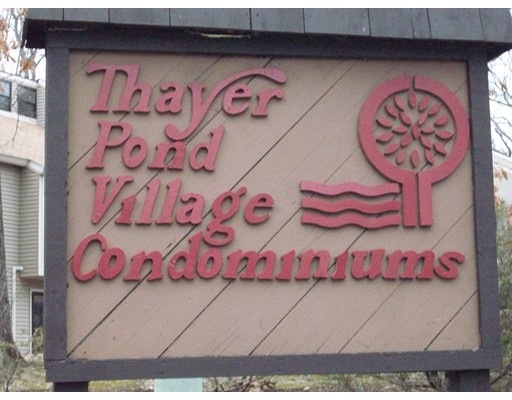 Thayer
Pond
Village
Condominiums